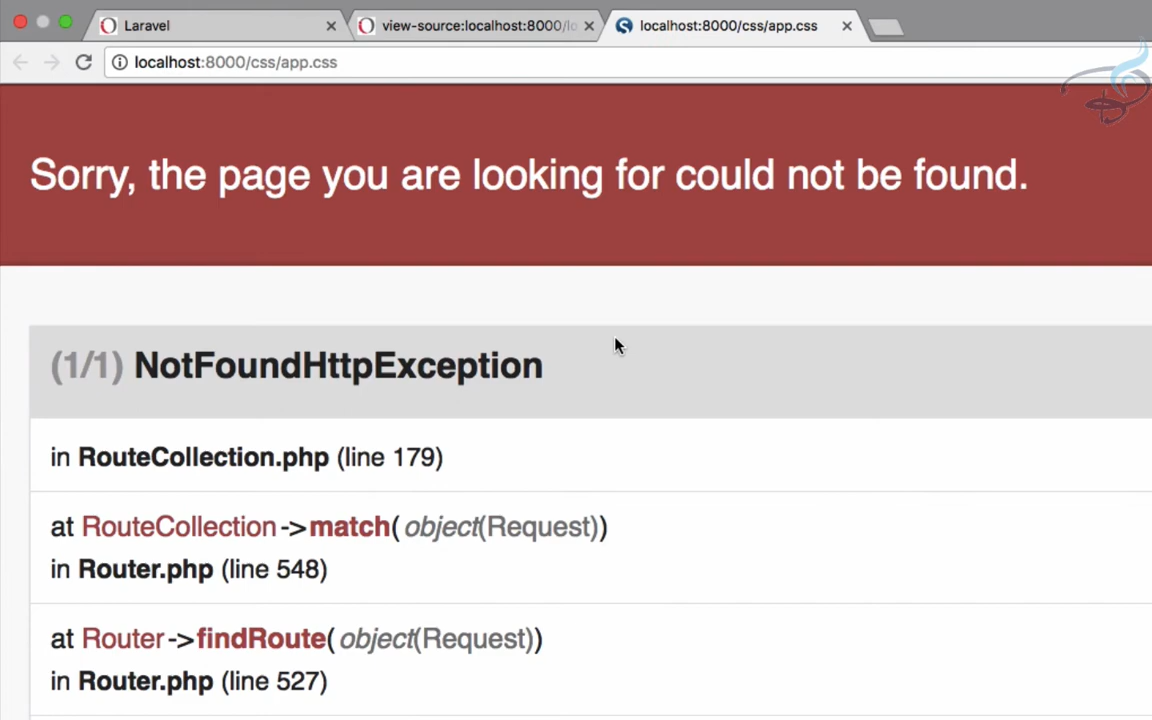 Laravel
view-source:localhost:8000/lo
localhost:8000/css/app.css
localhost:8000/css/app.css
Sorry, the page you are looking for could not be found.
(1/1) NotFoundHttpException
in RouteCollection.php (line 179)
at RouteCollection->match(object(Request))
in Router.php (line 548)
at Router->findRoute(object(Request))
in Router.php (line 527)